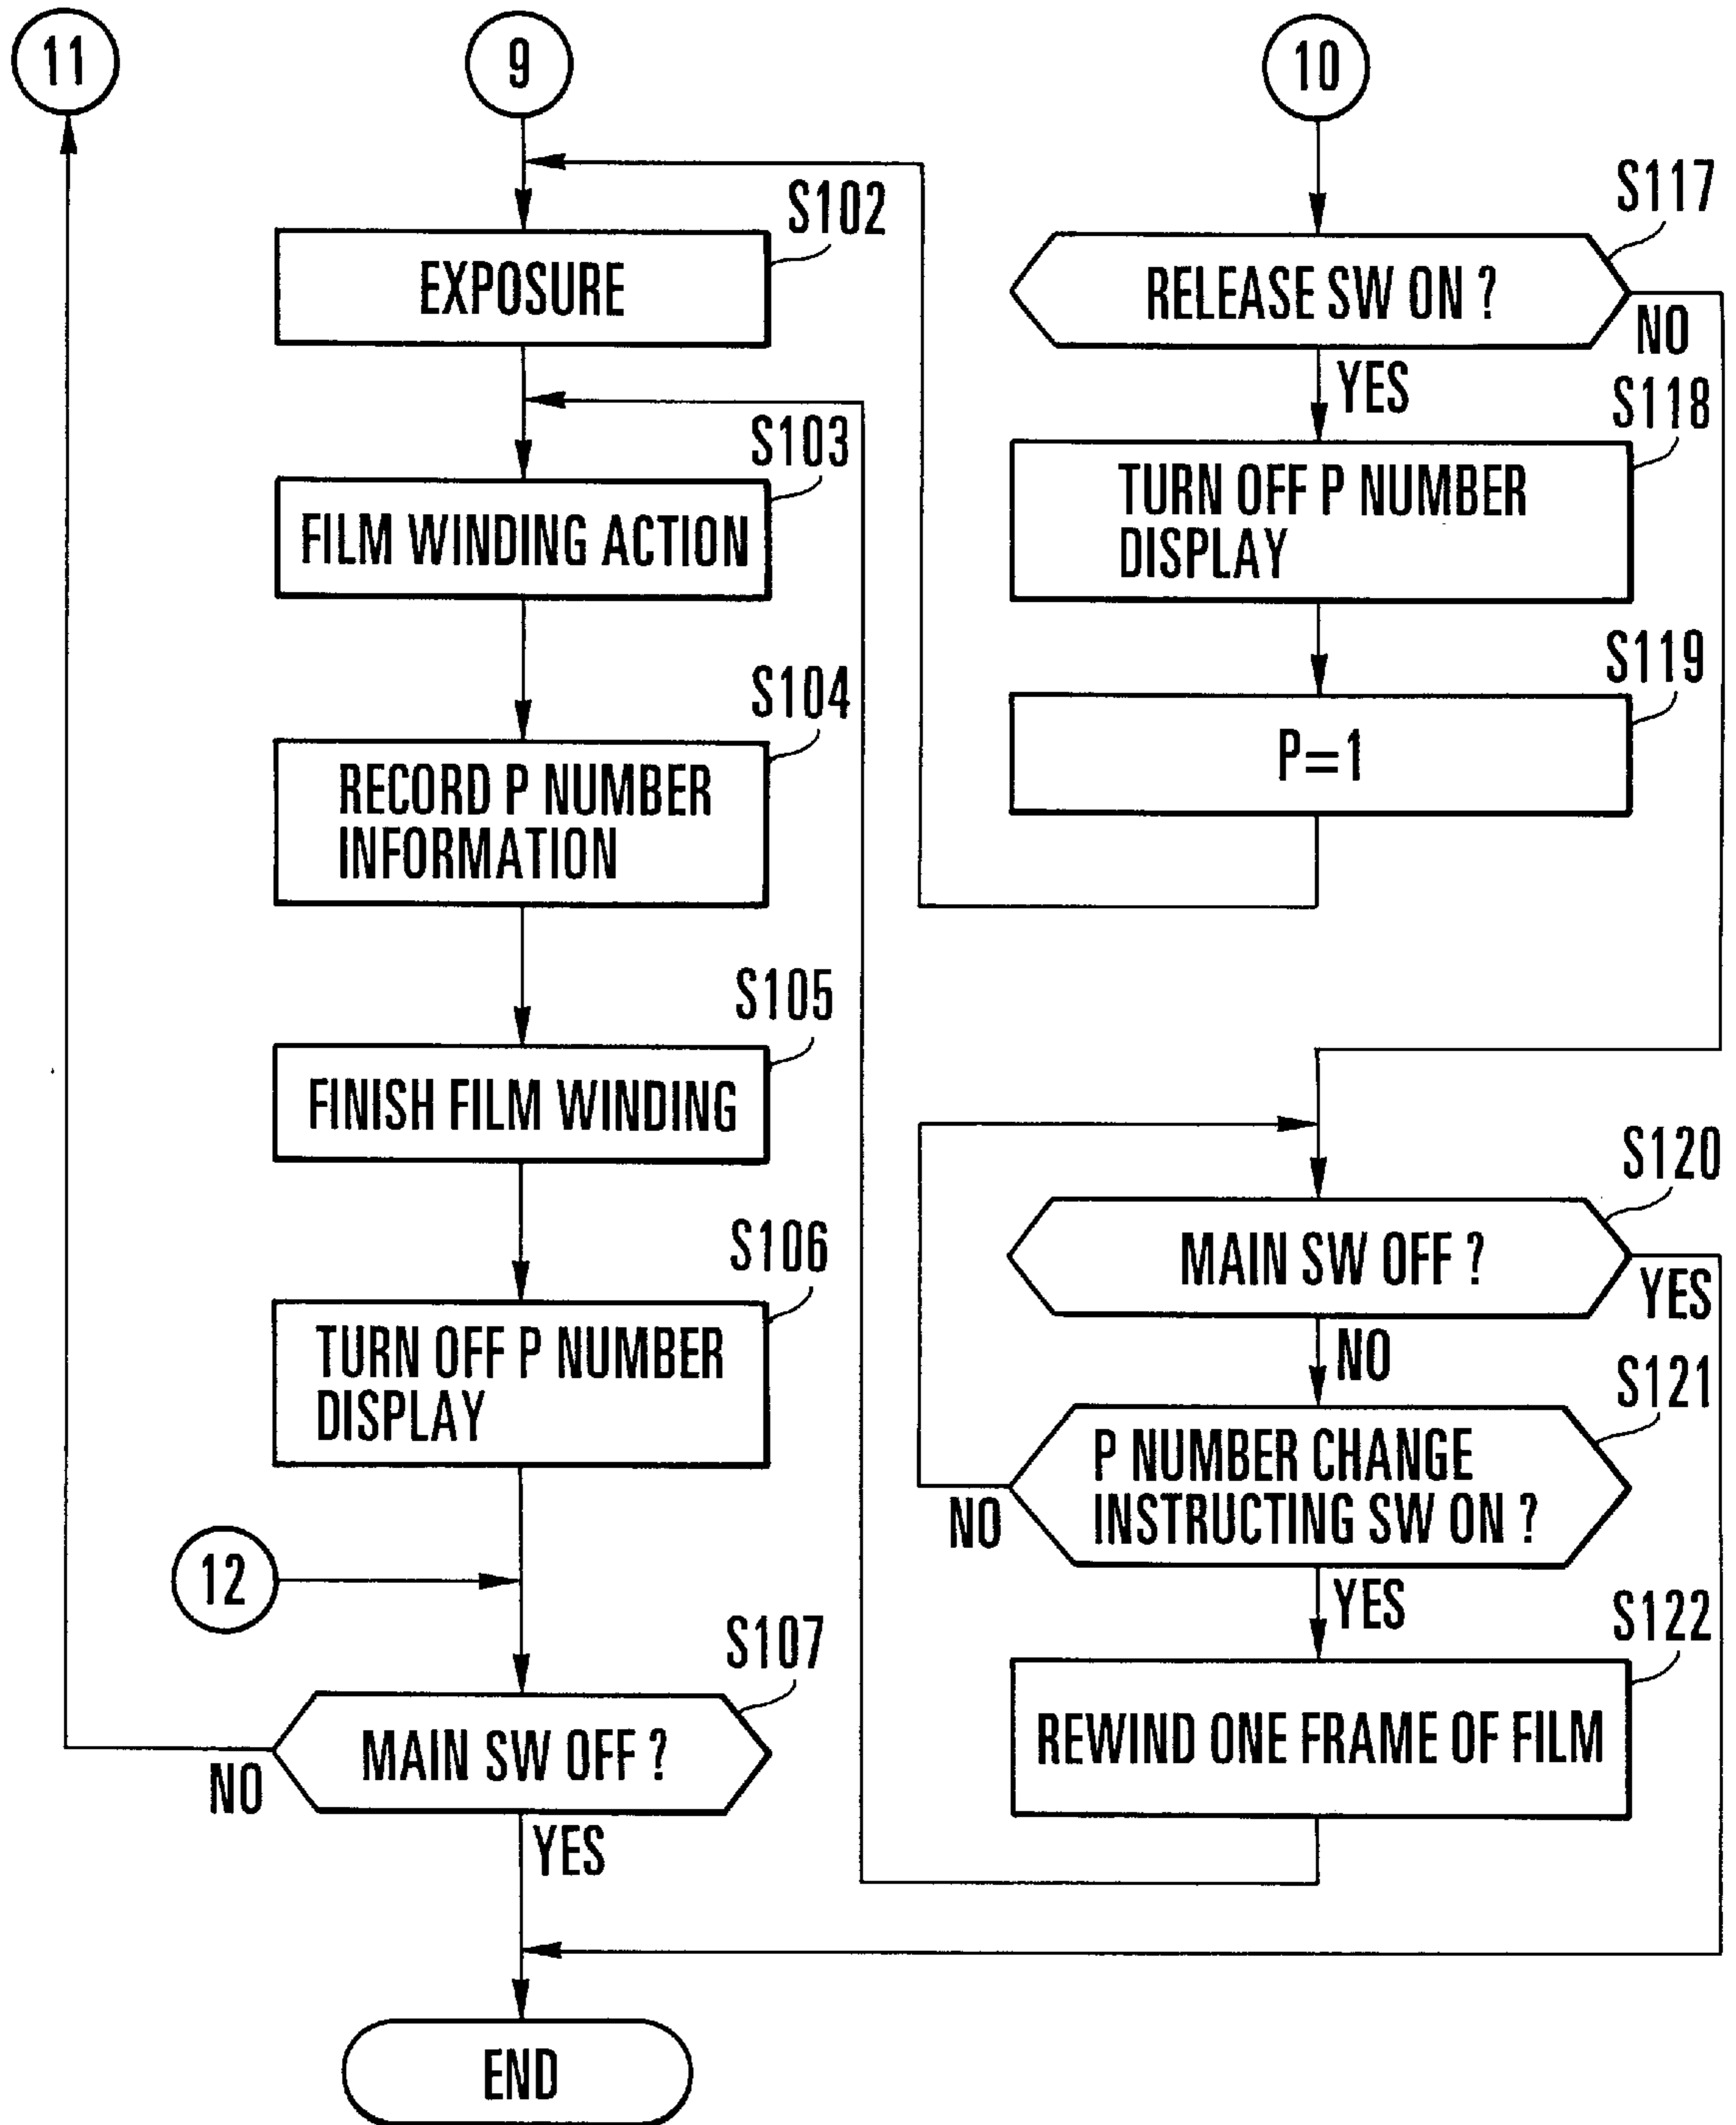 11
9
10
S102
EXPOSURE
S103
FILM WINDING ACTION
S104
RECORD P NUMBER
INFORMATION
S105
FINISH FILM WINDING
S106
TURN OFF P NUMBER
DISPLAY
12
S107
MAIN SW OFF ?
NO
YES
END
S117
RELEASE SW ON ?
NO
YES
S118
TURN OFF P NUMBER
DISPLAY
S119
P=1
S120
MAIN SW OFF ?
YES
NO
S121
P NUMBER CHANGE
INSTRUCTING SW ON ?
NO
YES
S122
REWIND ONE FRAME OF FILM